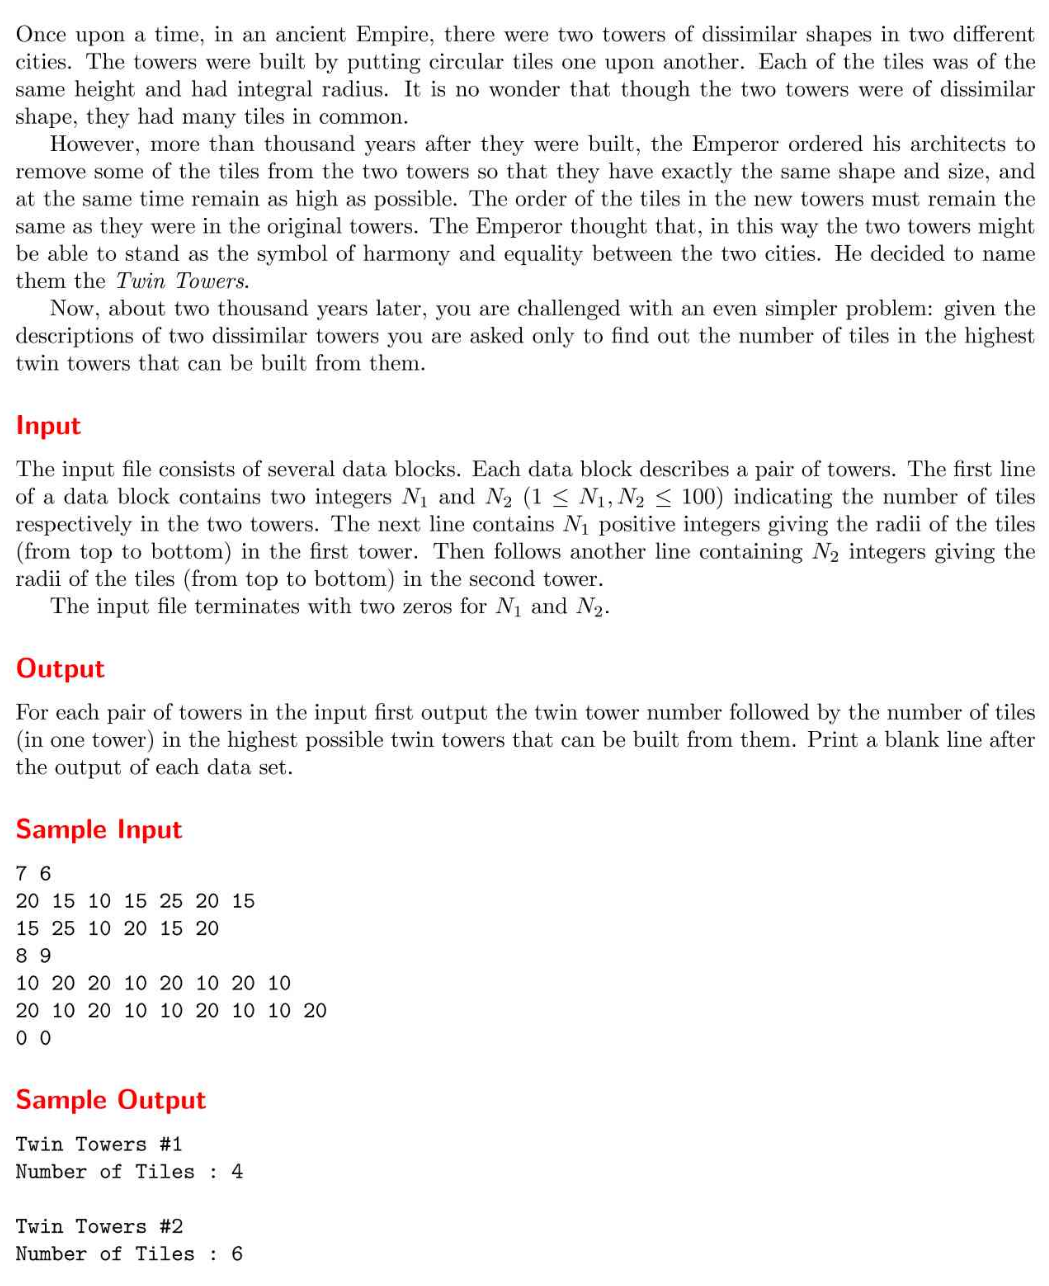 Once upon a time, in an ancient Empire, there were two towers of dissimilar shapes in two different
cities. The towers were built by putting circular tiles one upon another. Each of the tiles was of the
same height and had integral radius. It is no wonder that though the two towers were of dissimilar
shape, they had many tiles in common.
However, more than thousand years after they were built, the Emperor ordered his architects to
remove some of the tiles from the two towers so that they have exactly the same shape and size, and
at the same time remain as high as possible. The order of the tiles in the new towers must remain the
same as they were in the original towers. The Emperor thought that, in this way the two towers might
be able to stand as the symbol of harmony and equality between the two cities. He decided to name
them the Twin Towers.
Now, about two thousand years later, you are challenged with an even simpler problem: given the
descriptions of two dissimilar towers you are asked only to find out the number of tiles in the highest
twin towers that can be built from them.
Input
The input file consists of several data blocks. Each data block describes a pair of towers. The first line
of a data block contains two integers N₁ and N₂ (1 ≤ N₁, N₂ ≤ 100) indicating the number of tiles
respectively in the two towers. The next line contains N₁ positive integers giving the radii of the tiles
(from top to bottom) in the first tower. Then follows another line containing N₂ integers giving the
radii of the tiles (from top to bottom) in the second tower.
The input file terminates with two zeros for N₁ and N₂.
Output
For each pair of towers in the input first output the twin tower number followed by the number of tiles
(in one tower) in the highest possible twin towers that can be built from them. Print a blank line after
the output of each data set.
Sample Input
7 6
20 15 10 15 25 20 15
15 25 10 20 15 20
8 9
10 20 20 10 20 10 20 10
20 10 20 10 10 20 10 10 20
0 0
Sample Output
Twin Towers #1
Number of Tiles : 4
Twin Towers #2
Number of Tiles : 6